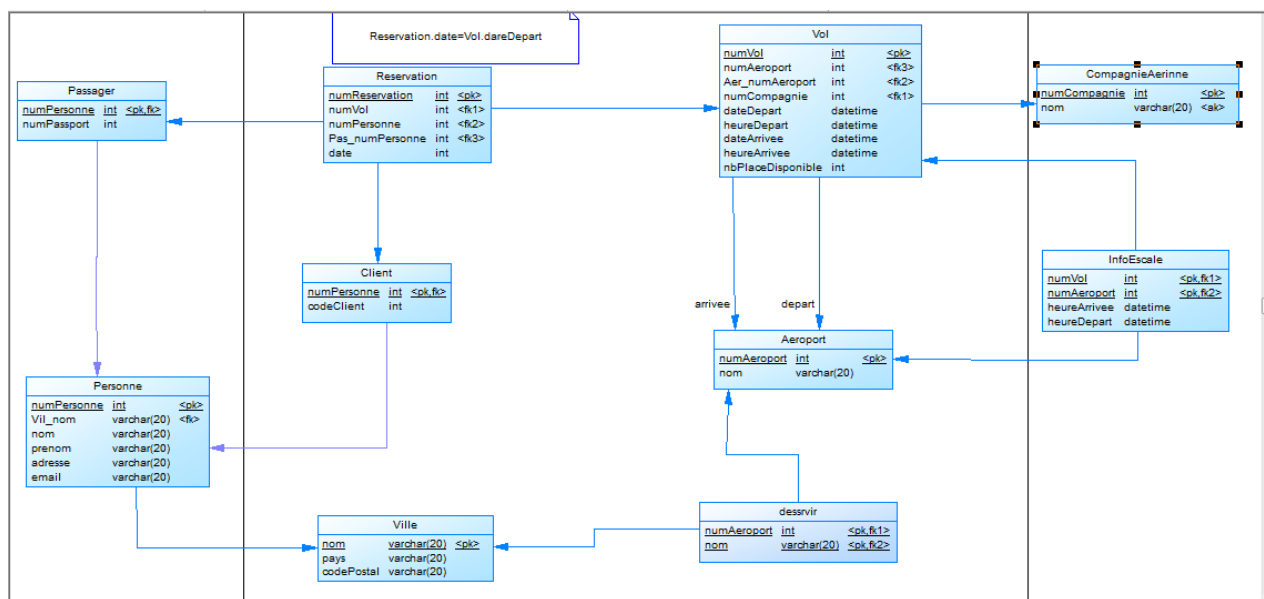 Reservation.date=Vol.dareDepart
Vol
numVol int <pk>
numAeroport int <fk3>
Aer_numAeroport int <fk2>
numCompagnie int <fk1>
dateDepart datetime
heureDepart datetime
dateArrivee datetime
heureArrivee datetime
nbPlaceDisponible int
CompagnieAerinne
numCompagnie int <pk>
nom varchar(20) <ak>
Reservation
numReservation int <pk>
numVol int <fk1>
numPersonne int <fk2>
Pas_numPersonne int <fk3>
date int
Passager
numPersonne int <pk,fk>
numPassport int
Client
numPersonne int <pk,fk>
codeClient int
InfoEscale
numVol int <pk,fk1>
numAeroport int <pk,fk2>
heureArrivee datetime
heureDepart datetime
arrivee
depart
Aeroport
numAeroport int <pk>
nom varchar(20)
Personne
numPersonne int <pk>
Vil_nom varchar(20) <fk>
nom varchar(20)
prenom varchar(20)
adresse varchar(20)
email varchar(20)
Ville
nom varchar(20) <pk>
pays varchar(20)
codePostal varchar(20)
dessrvir
numAeroport int <pk,fk1>
nom varchar(20) <pk,fk2>